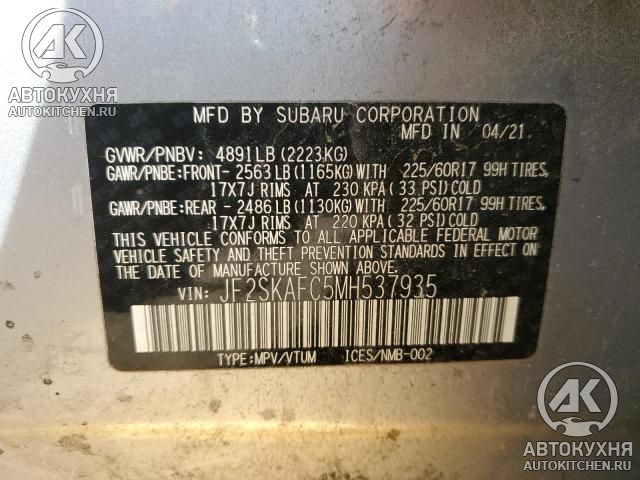 АК
АВТОКУХНЯ
AUTOKITCHEN.RU
MFD BY SUBARU CORPORATION
MFD IN 04/21.
GVWR/PNBV: 4891LB(2223KG)
GAWR/PNBE:FRONT-2563LB(1165KG)WITH 225/60R17 99H TIRES,
17X7J RIMS AT 230 KPA(33 PSI)COLD
GAWR/PNBE:REAR -2486LB(1130KG)WITH 225/60R17 99H TIRES,
17X7J RIMS AT 220 KPA(32 PSI)COLD
THIS VEHICLE CONFORMS TO ALL APPLICABLE FEDERAL MOTOR
VEHICLE SAFETY AND THEFT PREVENTION STANDARDS IN EFFECT
ON THE DATE OF MANUFACTURE SHOWN ABOVE.
VIN: JF2SKAFC5MH537935
TYPE:MPV/VTUM ICES/NMB-002
АК
АВТОКУХНЯ
AUTOKITCHEN.RU